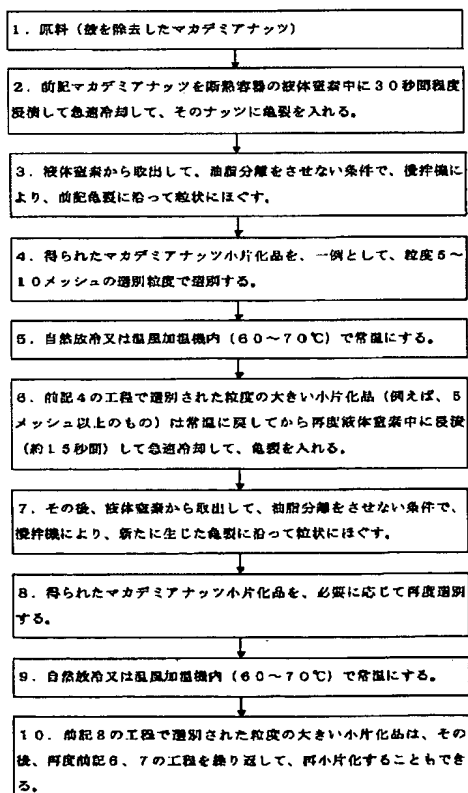 1．原料（殻を除去したマカデミアナッツ）
2．前記マカデミアナッツを断熱容器の液体窒素中に30秒間程度
浸漬して急速冷却して、そのナッツに亀裂を入れる。
3．液体窒素から取出して、油脂分離をさせない条件で、攪拌機に
より、前記亀裂に沿って粒状にほぐす。
4．得られたマカデミアナッツ小片化品を、一例として、粒度5～
10メッシュの選別粒度で選別する。
5．自然放冷又は温風加温機内（60～70℃）で常温にする。
6．前記4の工程で選別された粒度の大きい小片化品（例えば、5
メッシュ以上のもの）は常温に戻してから再度液体窒素中に浸漬
（約15秒間）して急速冷却して、亀裂を入れる。
7．その後、液体窒素から取出して、油脂分離をさせない条件で、
攪拌機により、新たに生じた亀裂に沿って粒状にほぐす。
8．得られたマカデミアナッツ小片化品を、必要に応じて再度選別
する。
9．自然放冷又は温風加温機内（60～70℃）で常温にする。
10．前記8の工程で選別された粒度の大きい小片化品は、その
後、再度前記6、7の工程を繰り返して、再小片化することもでき
る。